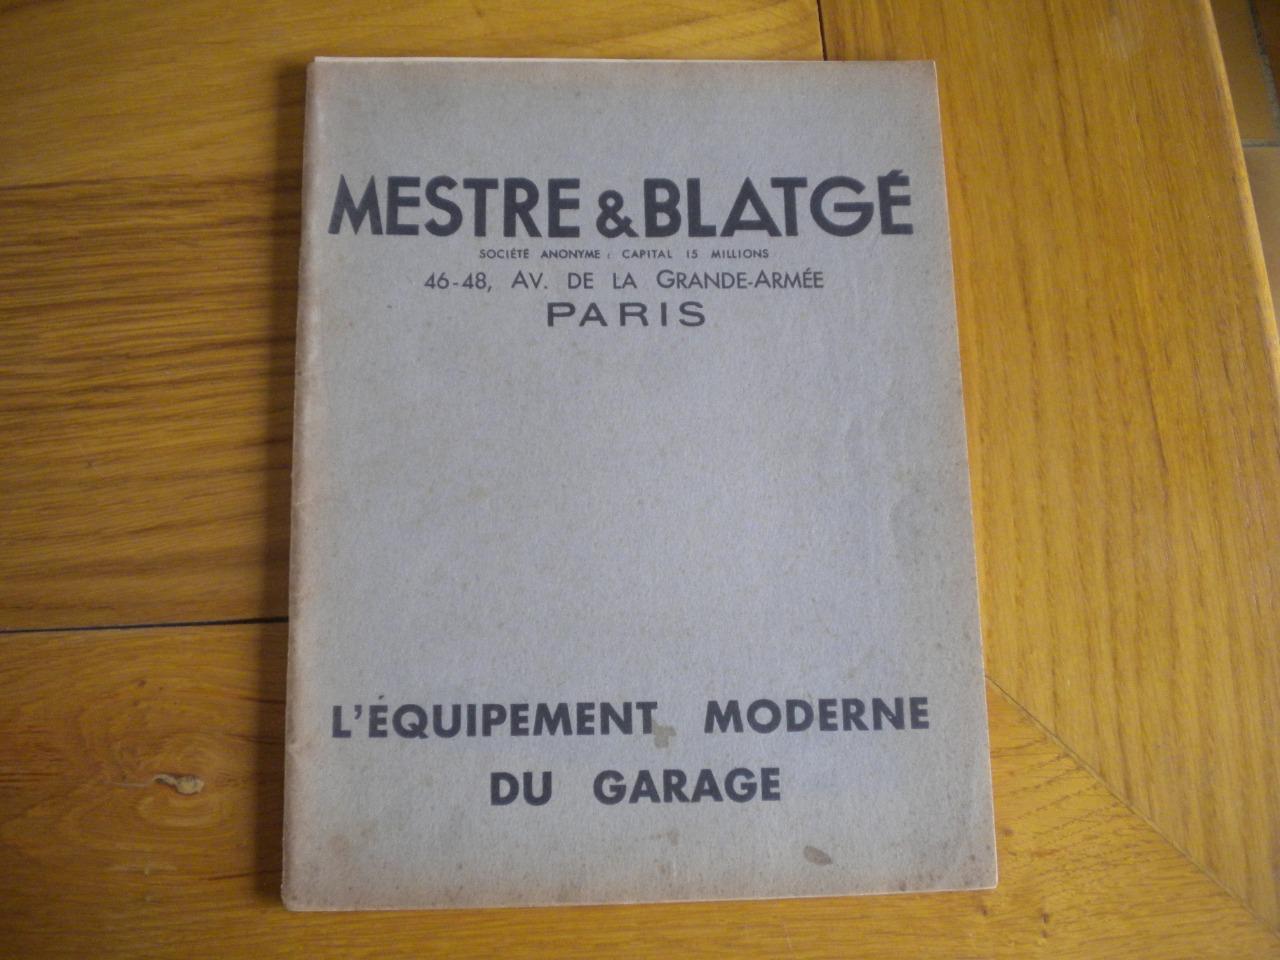 MESTRE & BLATGÉ
SOCIÉTÉ ANONYME : CAPITAL 15 MILLIONS
46-48, AV. DE LA GRANDE-ARMÉE
PARIS
L'ÉQUIPEMENT MODERNE
DU GARAGE